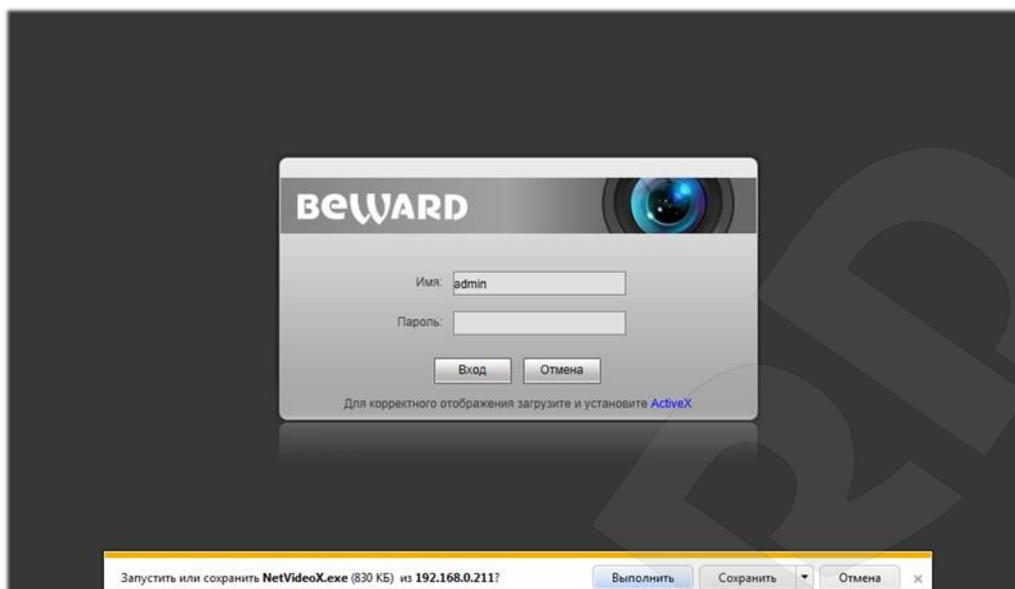 BEWARD
Имя: admin
Пароль:
Вход Отмена
Для корректного отображения загрузите и установите ActiveX
Запустить или сохранить NetVideoX.exe (830 КБ) из 192.168.0.211? Выполнить Сохранить Отмена ×